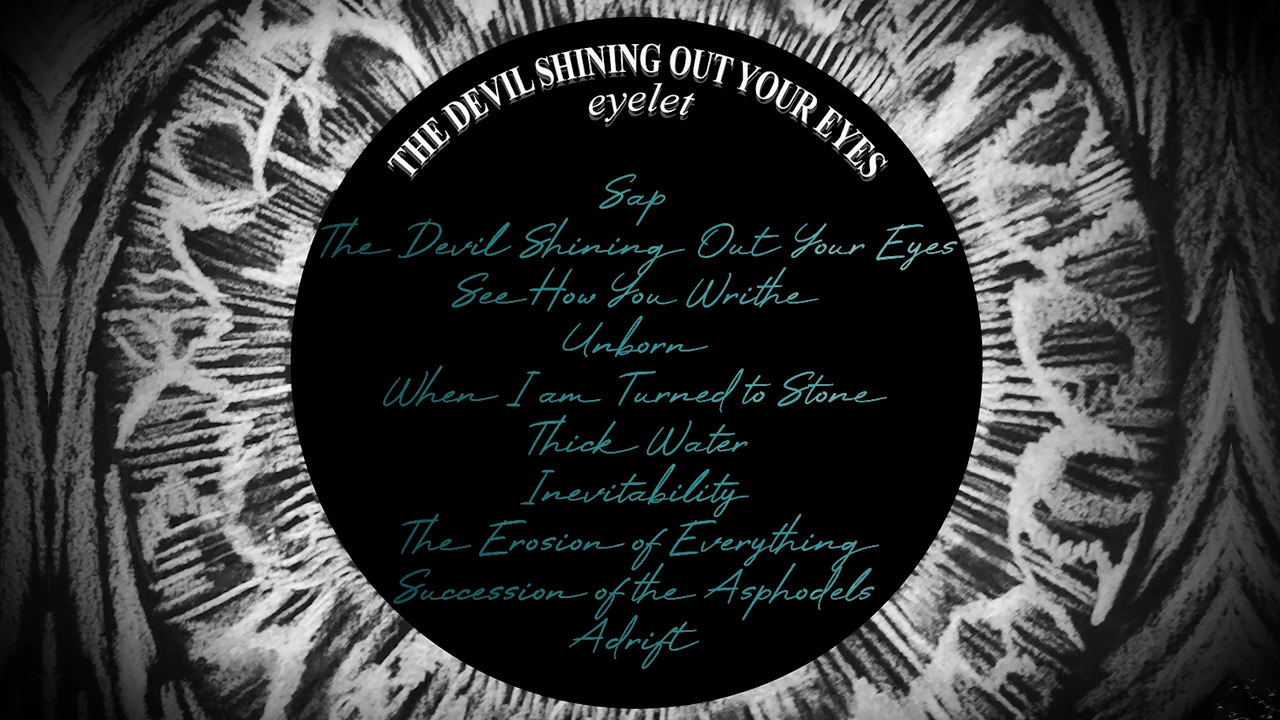 THE DEVIL SHINING OUT YOUR EYES
eyelet
Sap
The Devil Shining Out Your Eyes
See How You Writhe
Unborn
When I am Turned to Stone
Thick Water
Inevitability
The Erosion of Everything
Succession of the Asphodels
Adrift